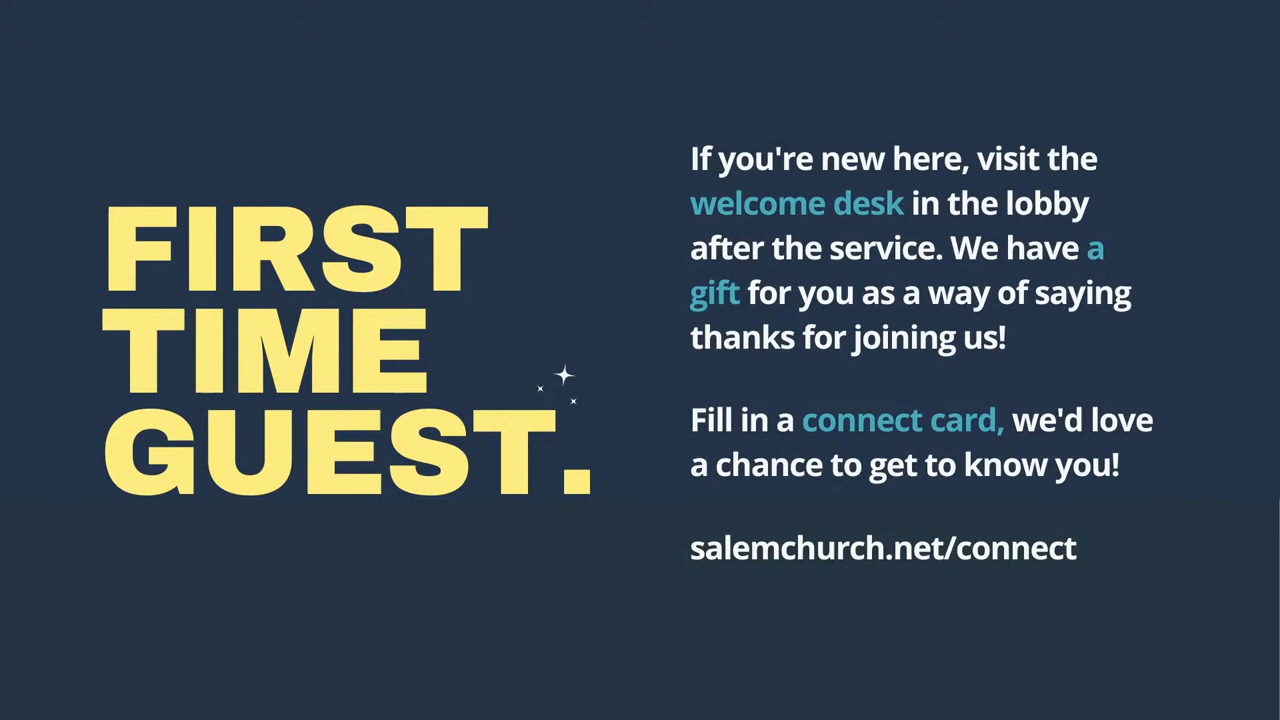 FIRST
TIME
GUEST.
If you're new here, visit the
welcome desk in the lobby
after the service. We have a
gift for you as a way of saying
thanks for joining us!
Fill in a connect card, we'd love
a chance to get to know you!
salemchurch.net/connect